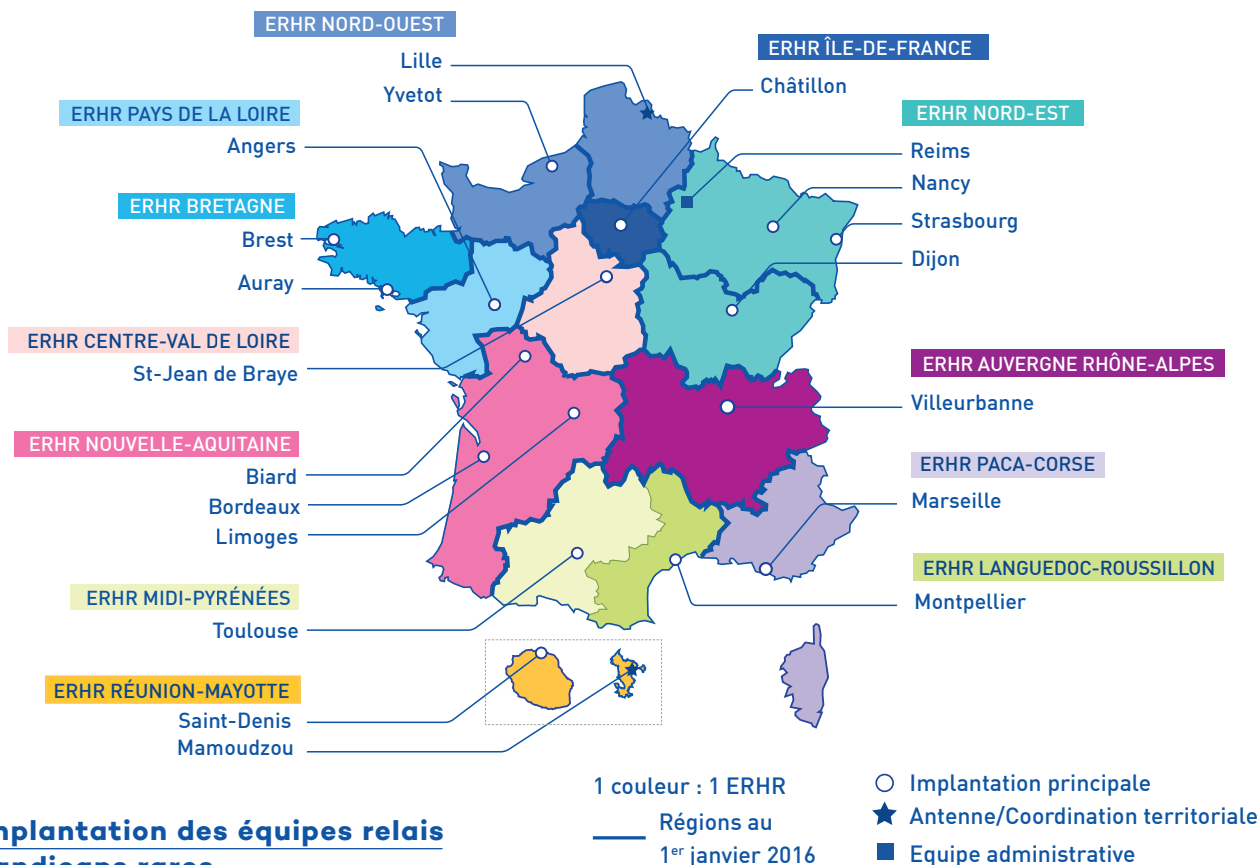 ERHR NORD-OUEST
Lille
Yvetot
ERHR PAYS DE LA LOIRE
Angers
ERHR BRETAGNE
Brest
Auray
ERHR CENTRE-VAL DE LOIRE
St-Jean de Braye
ERHR NOUVELLE-AQUITAINE
Biard
Bordeaux
Limoges
ERHR MIDI-PYRÉNÉES
Toulouse
ERHR RÉUNION-MAYOTTE
Saint-Denis
Mamoudzou
ERHR ÎLE-DE-FRANCE
Châtillon
ERHR NORD-EST
Reims
Nancy
Strasbourg
Dijon
ERHR AUVERGNE RHÔNE-ALPES
Villeurbanne
ERHR PACA-CORSE
Marseille
ERHR LANGUEDOC-ROUSSILLON
Montpellier
1 couleur : 1 ERHR
Régions au
1er janvier 2016
Implantation principale
Antenne/Coordination territoriale
Equipe administrative
mplantation des équipes relais
andicaps rares